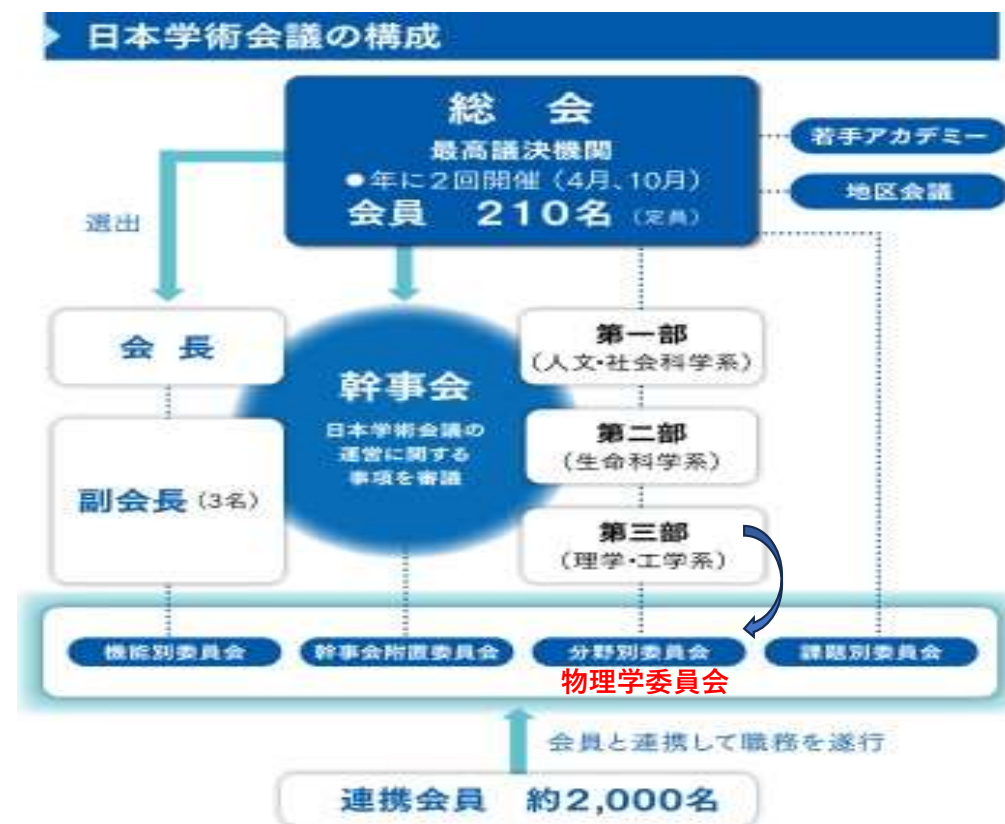 日本学術会議の構成
総 会
最高議決機関
●年に2回開催(4月、10月)
会員 210名(定員)
若手アカデミー
地区会議
選出
会 長
副会長(3名)
幹事会
日本学術会議の
運営に関する
事項を審議
第一部
(人文・社会科学系)
第二部
(生命科学系)
第三部
(理学・工学系)
機能別委員会
幹事会附置委員会
分野別委員会
課題別委員会
物理学委員会
会員と連携して職務を遂行
連携会員 約2,000名